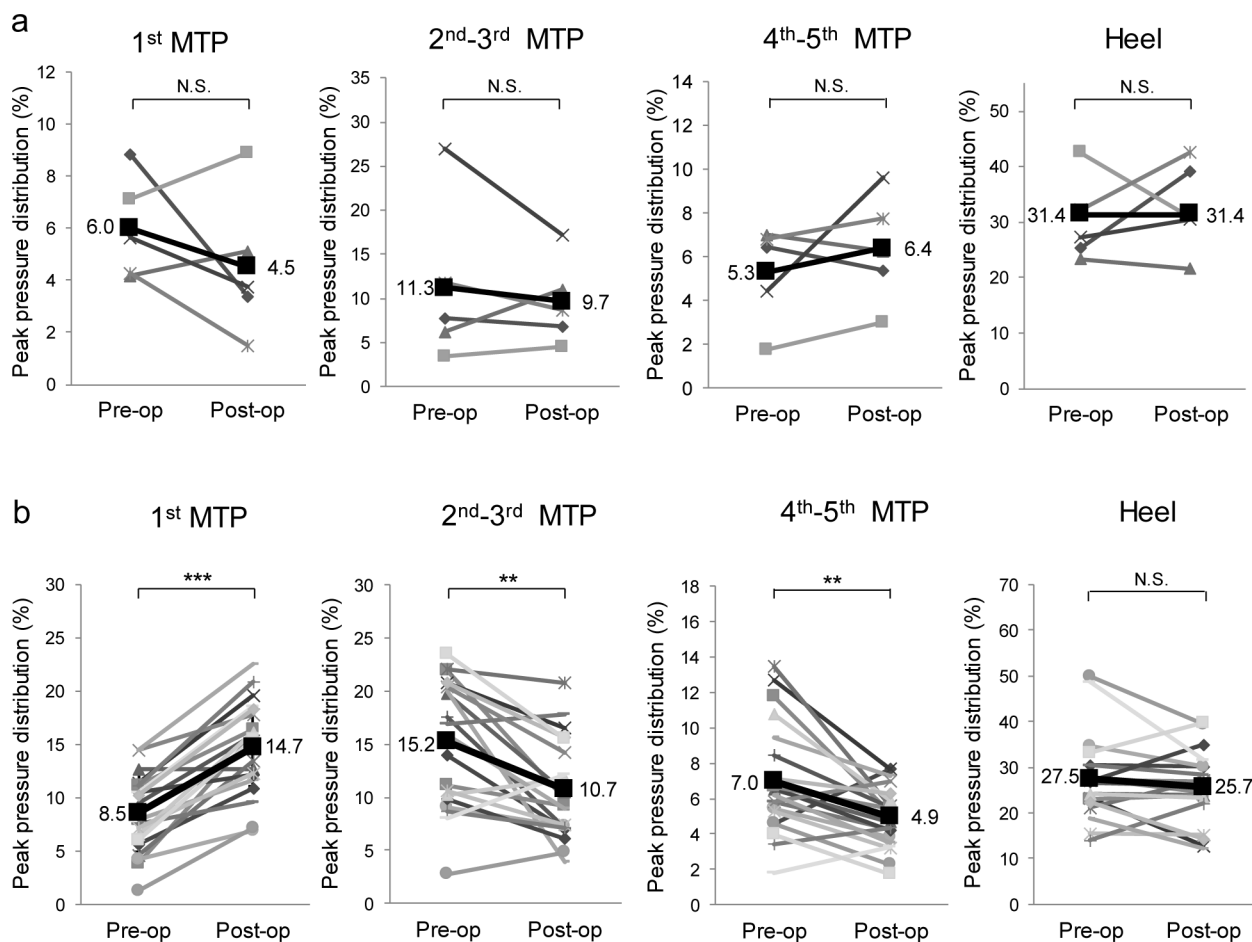 a
1st MTP
2nd-3rd MTP
4th-5th MTP
Heel
Peak pressure distribution (%)
12
10
8
6
4
2
0
N.S.
6.0
4.5
Pre-op Post-op
Peak pressure distribution (%)
35
30
25
20
15
10
5
0
N.S.
11.3
9.7
Pre-op Post-op
Peak pressure distribution (%)
14
12
10
8
6
4
2
0
N.S.
5.3
6.4
Pre-op Post-op
Peak pressure distribution (%)
50
40
30
20
10
0
N.S.
31.4
31.4
Pre-op Post-op
b
1st MTP
2nd-3rd MTP
4th-5th MTP
Heel
Peak pressure distribution (%)
30
25
20
15
10
5
0
***
8.5
14.7
Pre-op Post-op
Peak pressure distribution (%)
30
25
20
15
10
5
0
**
15.2
10.7
Pre-op Post-op
Peak pressure distribution (%)
18
16
14
12
10
8
6
4
2
0
**
7.0
4.9
Pre-op Post-op
Peak pressure distribution (%)
70
60
50
40
30
20
10
0
N.S.
27.5
25.7
Pre-op Post-op